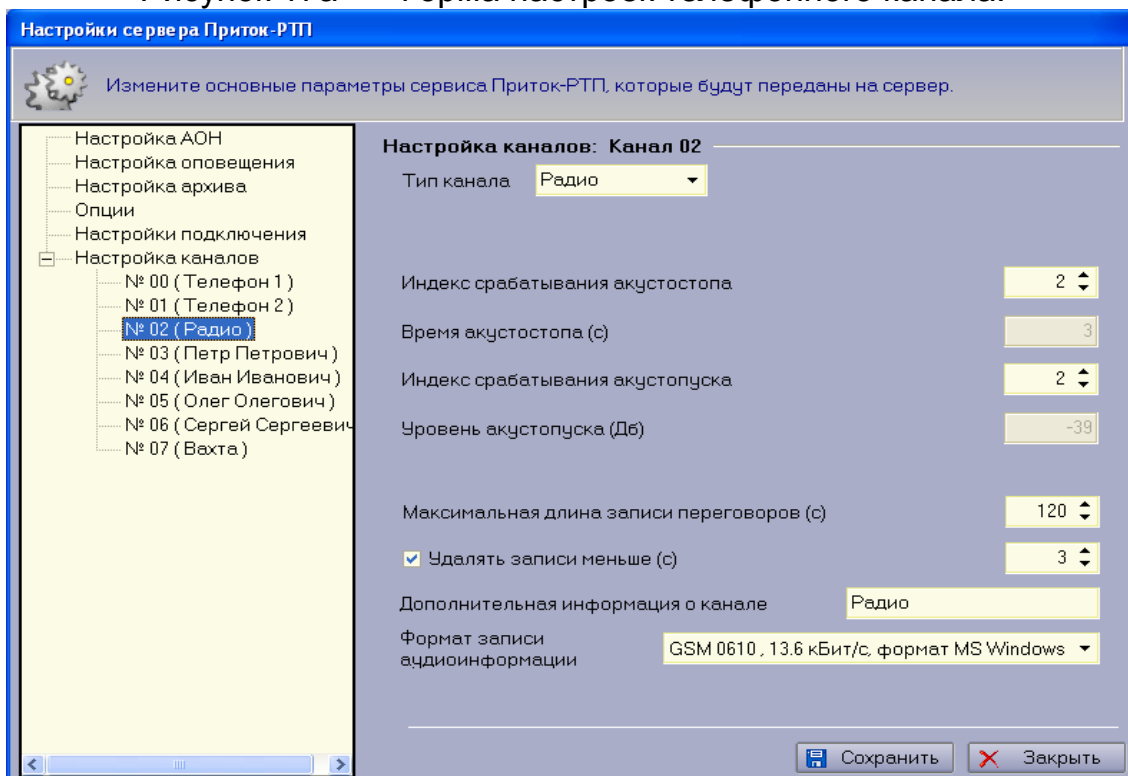 Настройки сервера Приток-РТП
Измените основные параметры сервиса Приток-РТП, которые будут переданы на сервер.
Настройка АОН
Настройка оповещения
Настройка архива
Опции
Настройки подключения
Настройка каналов
№ 00 ( Телефон 1 )
№ 01 ( Телефон 2 )
№ 02 ( Радио )
№ 03 ( Петр Петрович )
№ 04 ( Иван Иванович )
№ 05 ( Олег Олегович )
№ 06 ( Сергей Сергеевич
№ 07 ( Вахта )
Настройка каналов: Канал 02
Тип канала Радио
Индекс срабатывания акустостопа 2
Время акустостопа (с) 3
Индекс срабатывания акустопуска 2
Уровень акустопуска (Дб) -39
Максимальная длина записи переговоров (с) 120
Удалять записи меньше (с) 3
Дополнительная информация о канале Радио
Формат записи
аудиоинформации GSM 0610 , 13.6 кБит/с, формат MS Windows
Сохранить Закрыть